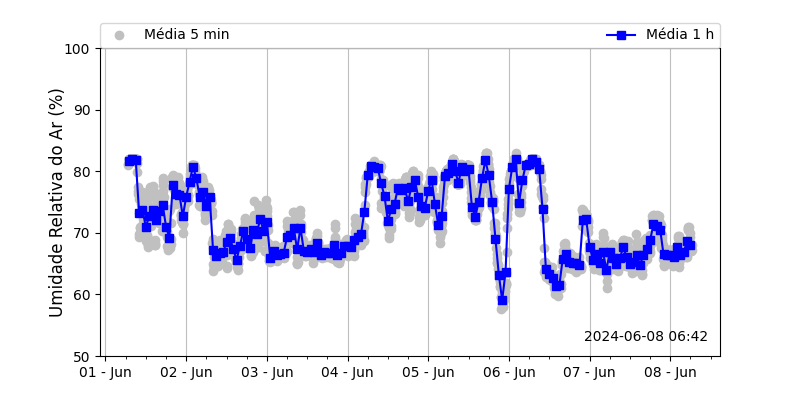 Média 5 min Média 1 h
Umidade Relativa do Ar (%)
100
90
80
70
60
50
2024-06-08 06:42
01 - Jun 02 - Jun 03 - Jun 04 - Jun 05 - Jun 06 - Jun 07 - Jun 08 - Jun